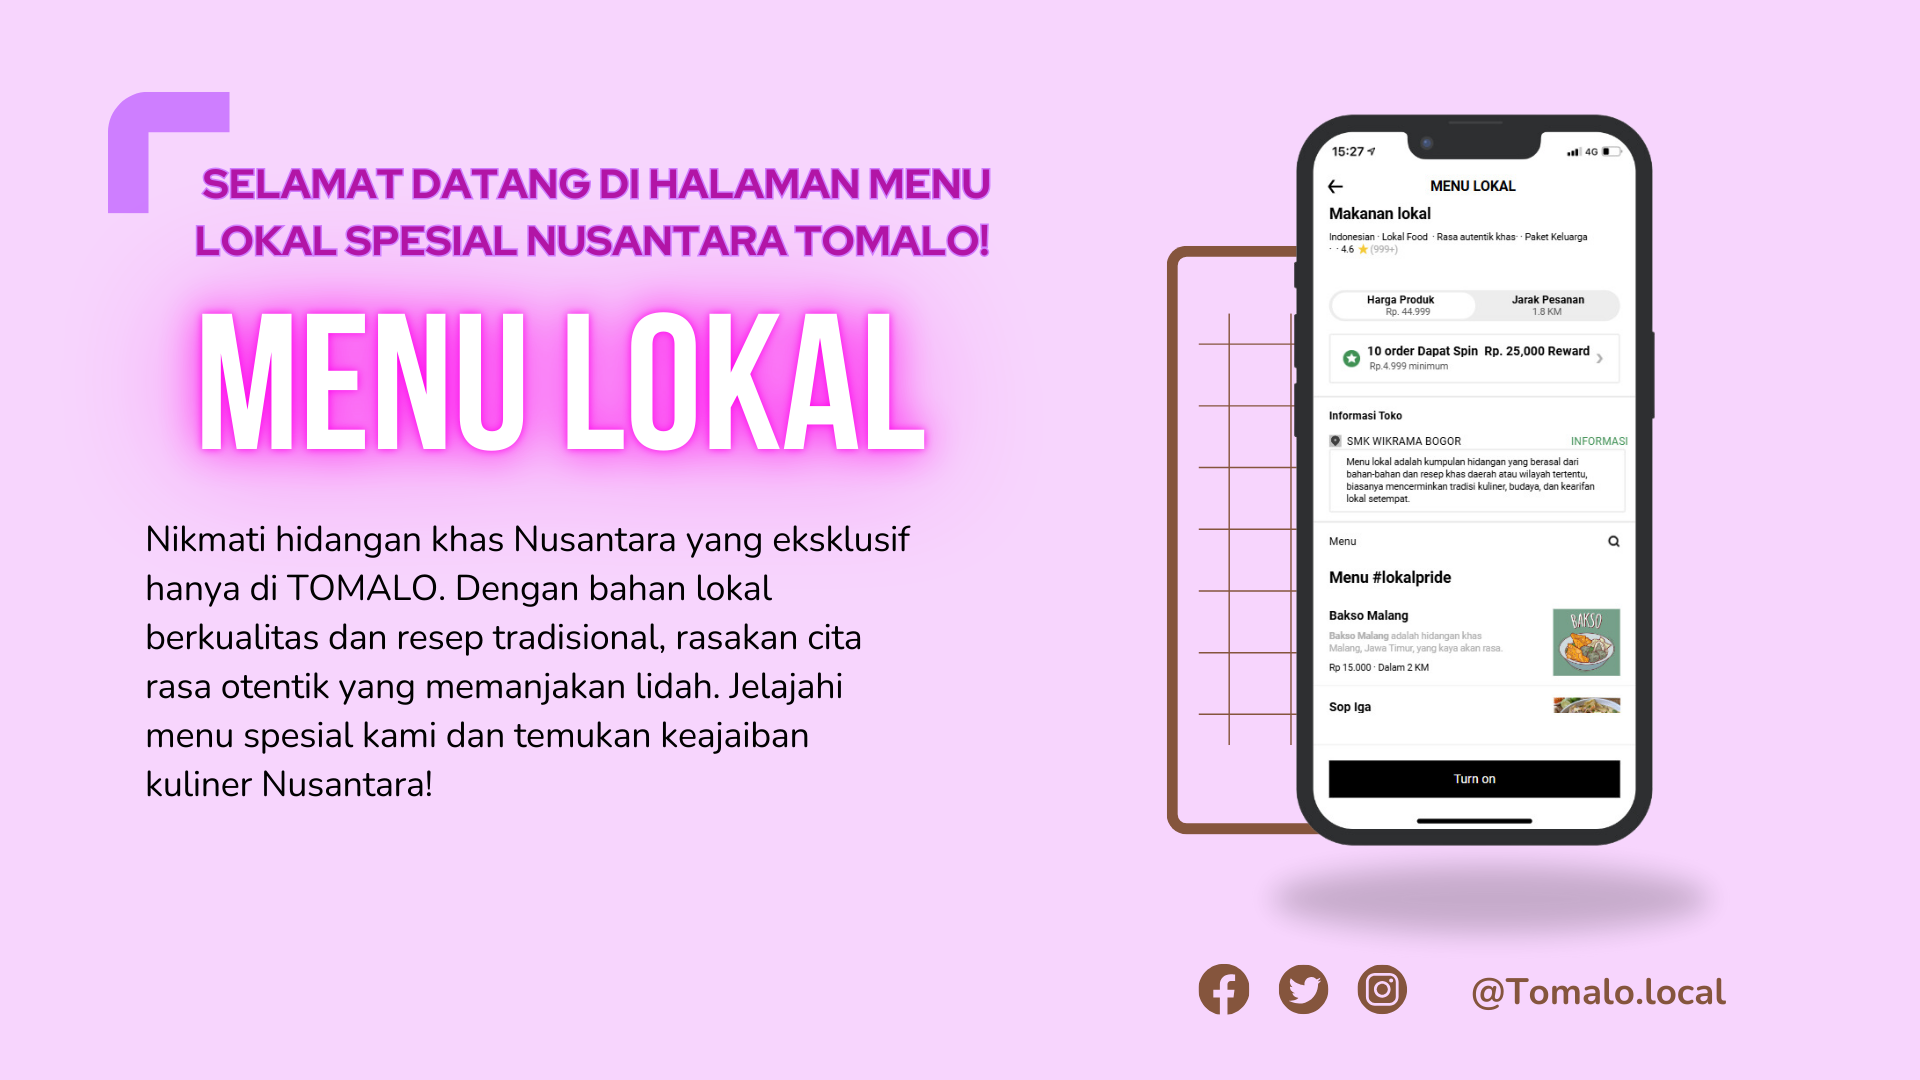 SELAMAT DATANG DI HALAMAN MENU
LOKAL SPESIAL NUSANTARA TOMALO!
MENU LOKAL
Nikmati hidangan khas Nusantara yang eksklusif
hanya di TOMALO. Dengan bahan lokal
berkualitas dan resep tradisional, rasakan cita
rasa otentik yang memanjakan lidah. Jelajahi
menu spesial kami dan temukan keajaiban
kuliner Nusantara!
15:27
4G
MENU LOKAL
Makanan lokal
Indonesian · Lokal Food · Rasa autentik khas· · Paket Keluarga
· · 4.6 ⭐ (999+)
Harga Produk
Rp. 44.999
Jarak Pesanan
1.8 KM
10 order Dapat Spin Rp. 25,000 Reward
Rp.4.999 minimum
Informasi Toko
SMK WIKRAMA BOGOR
INFORMASI
Menu lokal adalah kumpulan hidangan yang berasal dari
bahan-bahan dan resep khas daerah atau wilayah tertentu,
biasanya mencerminkan tradisi kuliner, budaya, dan kearifan
lokal setempat.
Menu
Menu #lokalpride
Bakso Malang
Bakso Malang adalah hidangan khas
Malang, Jawa Timur, yang kaya akan rasa.
Rp 15.000 · Dalam 2 KM
BAKSO
Sop Iga
Turn on
@Tomalo.local